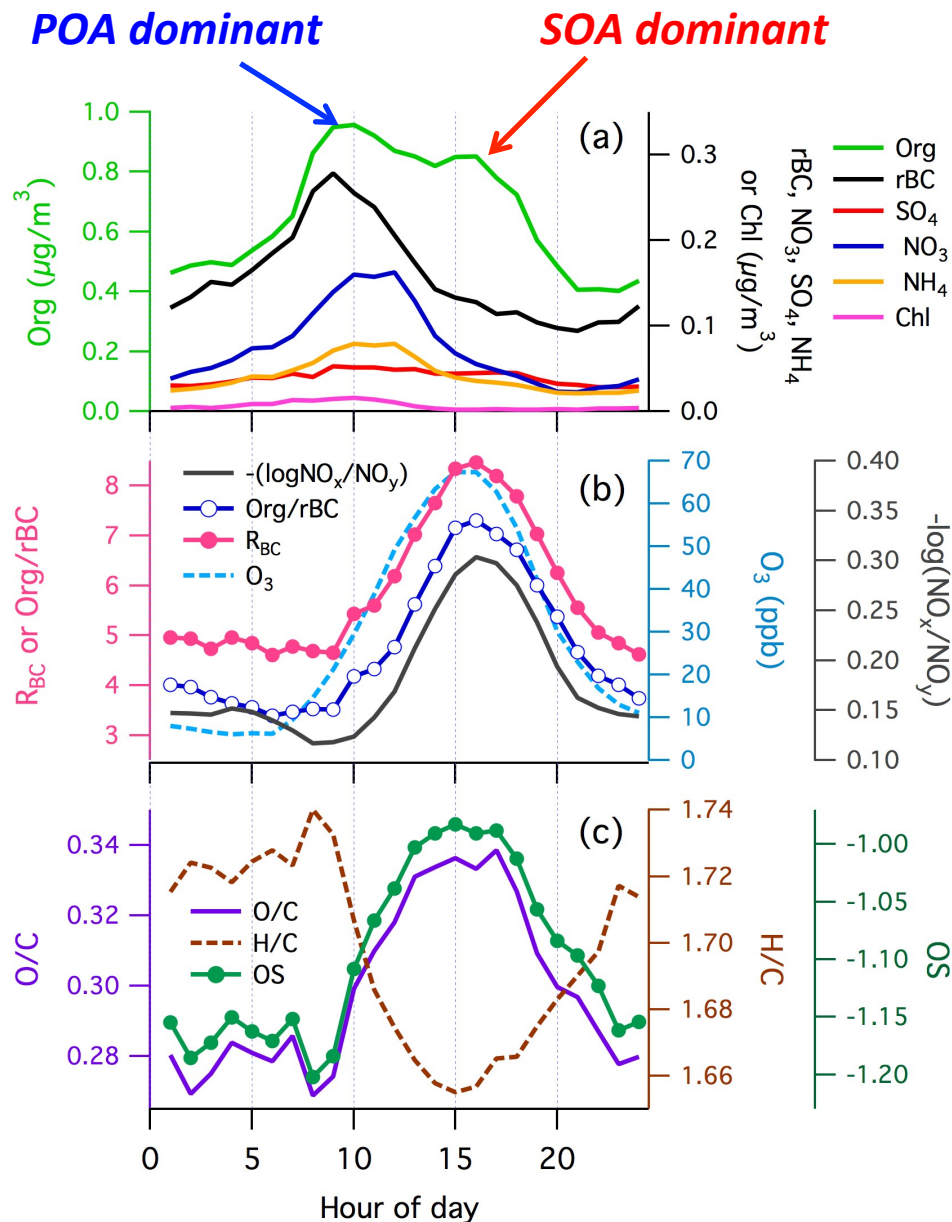 POA dominant
SOA dominant
(a)
Org (µg/m³)
1.0
0.8
0.6
0.4
0.2
0.0
0.3
0.2
0.1
0.0
rBC, NO₃, SO₄, NH₄
or Chl (µg/m³)
Org
rBC
SO₄
NO₃
NH₄
Chl
(b)
R_BC or Org/rBC
8
7
6
5
4
3
-(logNOₓ/NO_y)
Org/rBC
R_BC
O₃
70
60
50
40
30
20
10
0
O₃ (ppb)
0.40
0.35
0.30
0.25
0.20
0.15
0.10
-log(NOₓ/NO_y)
(c)
O/C
0.34
0.32
0.30
0.28
O/C
H/C
OS
1.74
1.72
1.70
1.68
1.66
H/C
-1.00
-1.05
-1.10
-1.15
-1.20
OS
0
5
10
15
20
Hour of day